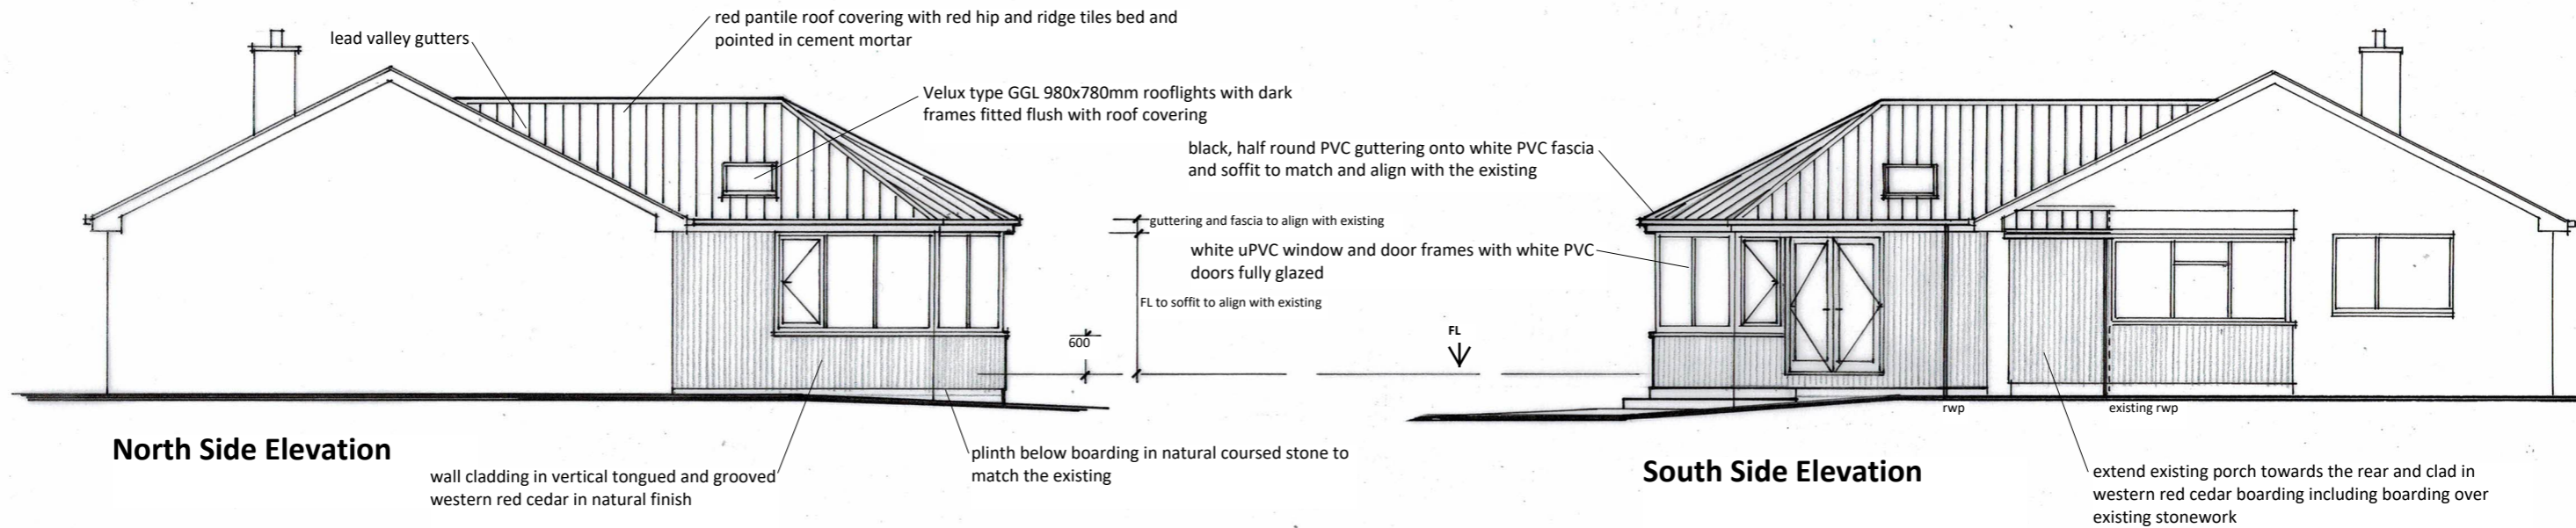 red pantile roof covering with red hip and ridge tiles bed and
pointed in cement mortar
lead valley gutters
Velux type GGL 980x780mm rooflights with dark
frames fitted flush with roof covering
black, half round PVC guttering onto white PVC fascia
and soffit to match and align with the existing
guttering and fascia to align with existing
white uPVC window and door frames with white PVC
doors fully glazed
FL to soffit to align with existing
600
FL
rwp
existing rwp
North Side Elevation
wall cladding in vertical tongued and grooved
western red cedar in natural finish
plinth below boarding in natural coursed stone to
match the existing
South Side Elevation
extend existing porch towards the rear and clad in
western red cedar boarding including boarding over
existing stonework